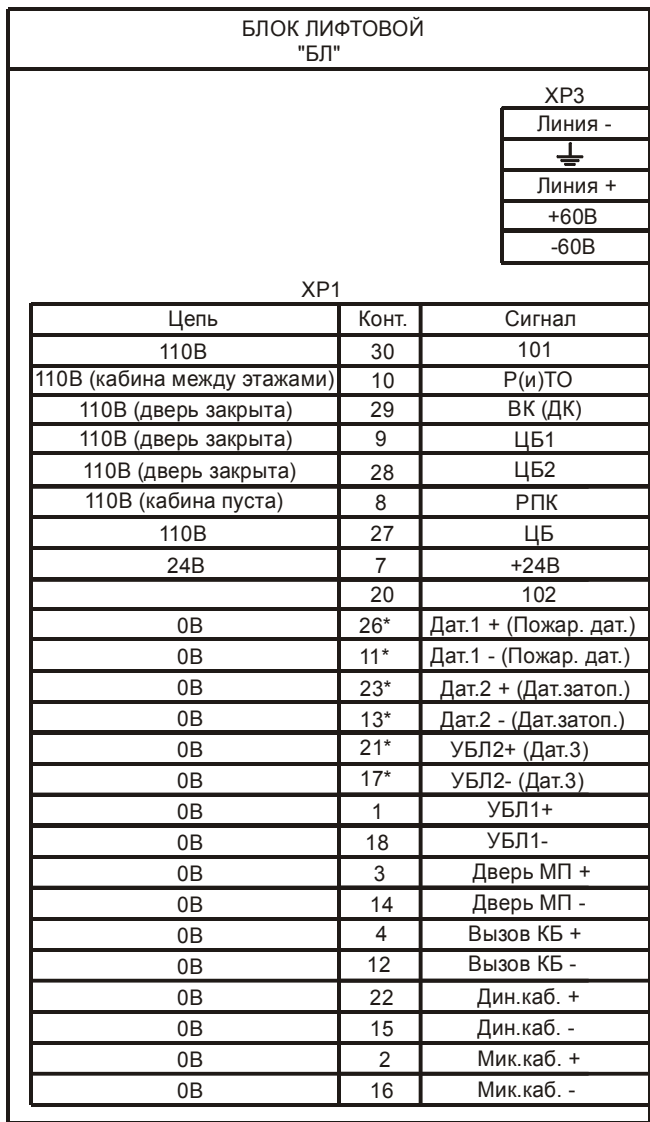 БЛОК ЛИФТОВОЙ
"БЛ"
XP3
Линия -
Линия +
+60В
-60В
XP1
Цепь Конт. Сигнал
110В 30 101
110В (кабина между этажами) 10 Р(и)ТО
110В (дверь закрыта) 29 ВК (ДК)
110В (дверь закрыта) 9 ЦБ1
110В (дверь закрыта) 28 ЦБ2
110В (кабина пуста) 8 РПК
110В 27 ЦБ
24В 7 +24В
20 102
0В 26* Дат.1 + (Пожар. дат.)
0В 11* Дат.1 - (Пожар. дат.)
0В 23* Дат.2 + (Дат.затоп.)
0В 13* Дат.2 - (Дат.затоп.)
0В 21* УБЛ2+ (Дат.3)
0В 17* УБЛ2- (Дат.3)
0В 1 УБЛ1+
0В 18 УБЛ1-
0В 3 Дверь МП +
0В 14 Дверь МП -
0В 4 Вызов КБ +
0В 12 Вызов КБ -
0В 22 Дин.каб. +
0В 15 Дин.каб. -
0В 2 Мик.каб. +
0В 16 Мик.каб. -